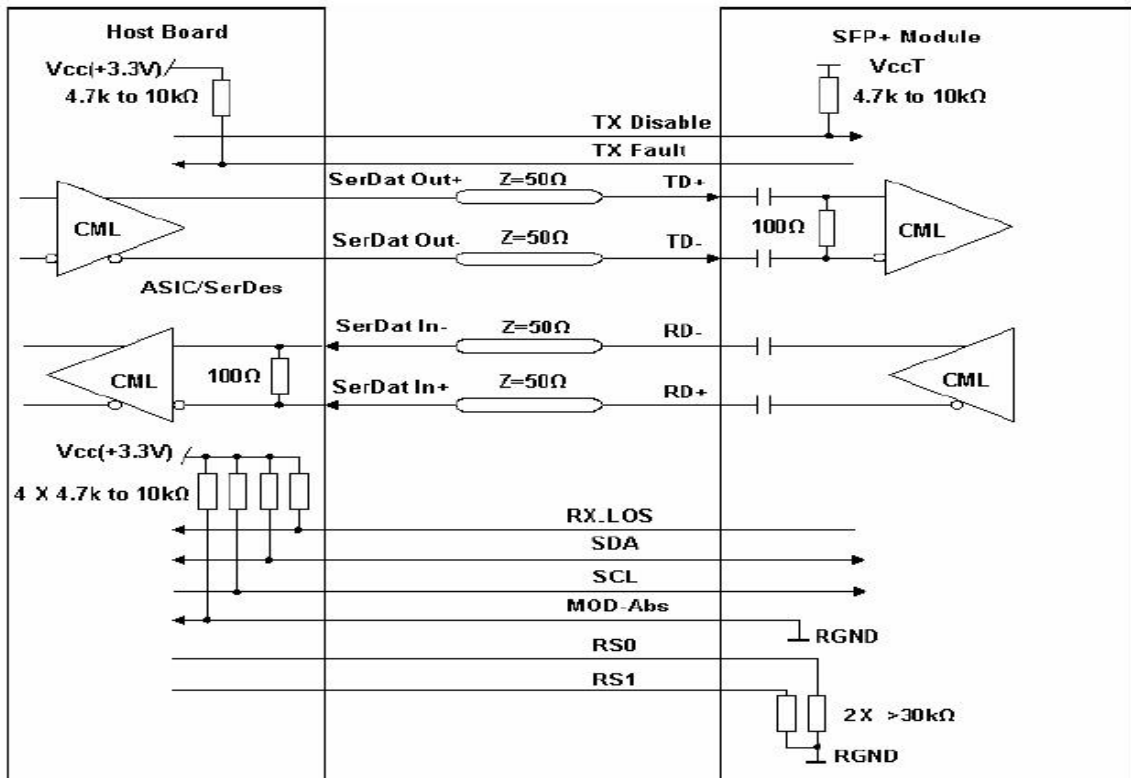 Host Board
SFP+ Module
Vcc(+3.3V)
4.7k to 10kΩ
VccT
4.7k to 10kΩ
TX Disable
TX Fault
SerDat Out+
Z=50Ω
TD+
CML
100Ω
CML
SerDat Out-
Z=50Ω
TD-
ASIC/SerDes
SerDat In-
Z=50Ω
RD-
100Ω
CML
CML
SerDat In+
Z=50Ω
RD+
Vcc(+3.3V)
4 X 4.7k to 10kΩ
RX_LOS
SDA
SCL
MOD-Abs
RGND
RS0
RS1
2X >30kΩ
RGND